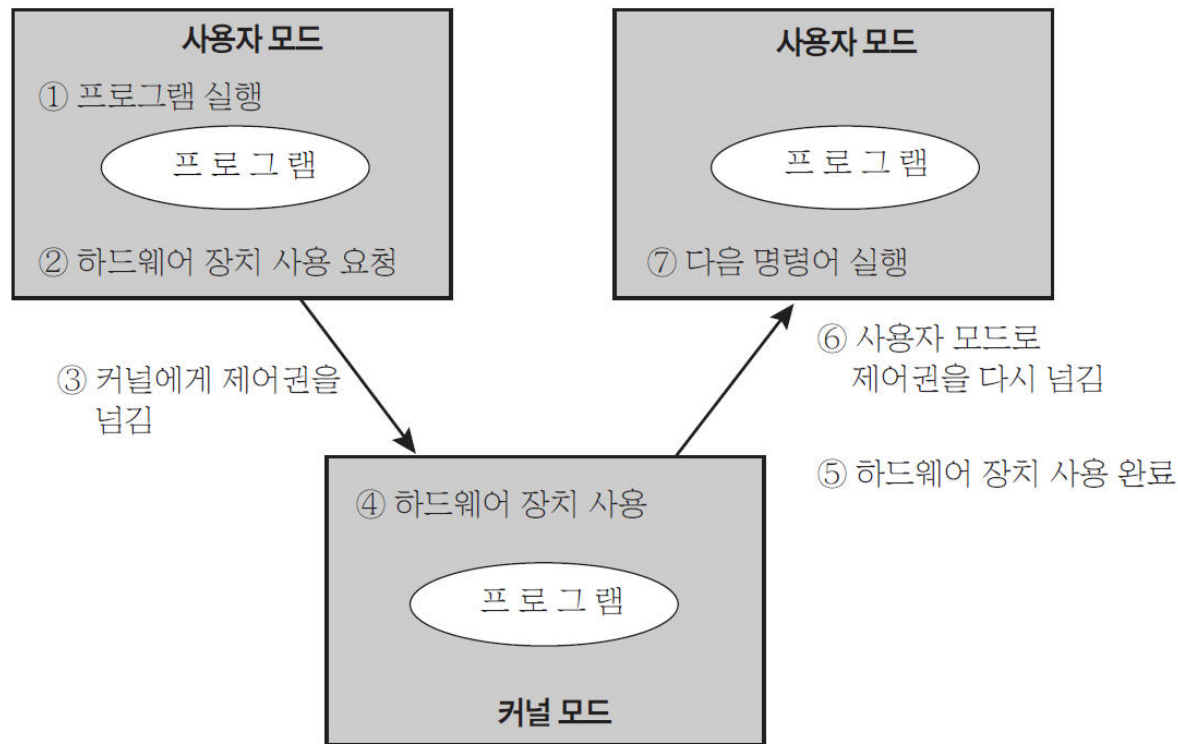 사용자 모드
① 프로그램 실행
프 로 그 램
② 하드웨어 장치 사용 요청
③ 커널에게 제어권을
넘김
④ 하드웨어 장치 사용
프 로 그 램
커널 모드
⑤ 하드웨어 장치 사용 완료
⑥ 사용자 모드로
제어권을 다시 넘김
사용자 모드
프 로 그 램
⑦ 다음 명령어 실행